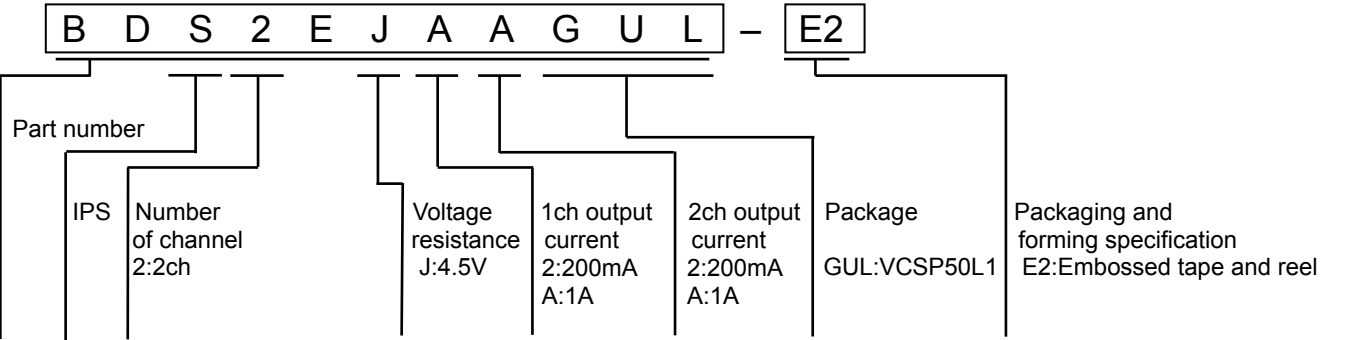 B D S 2 E J A A G U L – E2
Part number
IPS
Number
of channel
2:2ch
Voltage
resistance
J:4.5V
1ch output
current
2:200mA
A:1A
2ch output
current
2:200mA
A:1A
Package
GUL:VCSP50L1
Packaging and
forming specification
E2:Embossed tape and reel